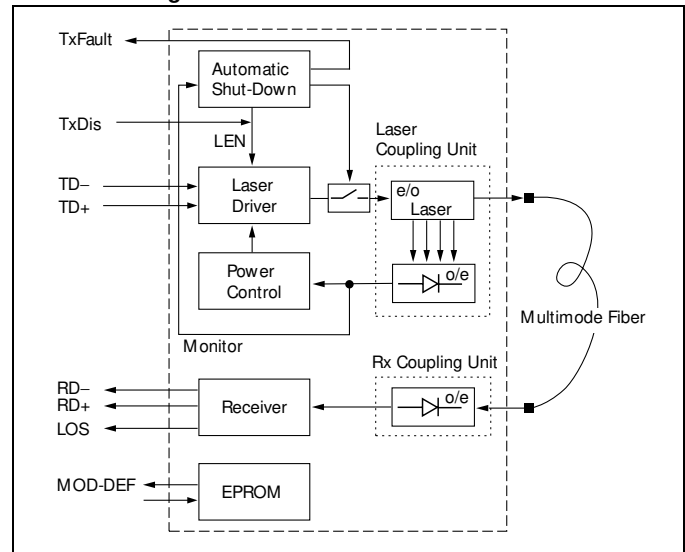 TxFault
Automatic
Shut-Down
TxDis
LEN
Laser
Coupling Unit
TD–
TD+
Laser
Driver
e/o
Laser
Power
Control
o/e
Multimode Fiber
Monitor
Rx Coupling Unit
RD–
RD+
LOS
Receiver
o/e
MOD-DEF
EPROM